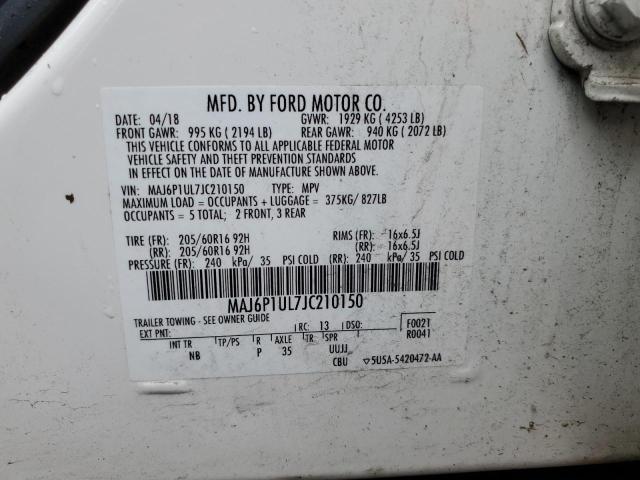 MFD. BY FORD MOTOR CO.
DATE: 04/18 GVWR: 1929 KG ( 4253 LB)
FRONT GAWR: 995 KG ( 2194 LB) REAR GAWR: 940 KG ( 2072 LB)
THIS VEHICLE CONFORMS TO ALL APPLICABLE FEDERAL MOTOR
VEHICLE SAFETY AND THEFT PREVENTION STANDARDS
IN EFFECT ON THE DATE OF MANUFACTURE SHOWN ABOVE
VIN: MAJ6P1UL7JC210150 TYPE: MPV
MAXIMUM LOAD = OCCUPANTS + LUGGAGE = 375KG/ 827LB
OCCUPANTS = 5 TOTAL; 2 FRONT, 3 REAR
TIRE (FR): 205/60R16 92H RIMS (FR): 16x6.5J
(RR): 205/60R16 92H (RR): 16x6.5J
PRESSURE (FR): 240 kPa/ 35 PSI COLD (RR): 240 kPa/ 35 PSI COLD
MAJ6P1UL7JC210150
TRAILER TOWING - SEE OWNER GUIDE
EXT PNT: RC: 13 DSO: F0021
R0041
INT TR TP/PS R AXLE TR SPR
NB P 35 UUJJ
CBU ▽5U5A-5420472-AA